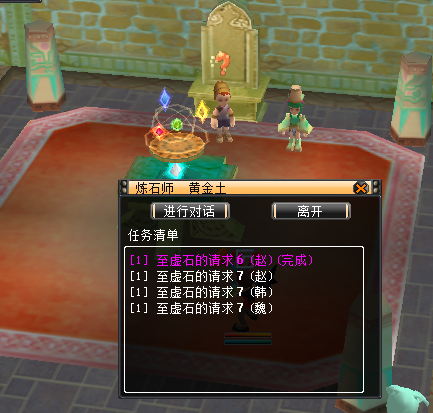 炼石师 黄金土
进行对话 离开
任务清单
[1] 至虚石的请求6(赵)(完成)
[1] 至虚石的请求7(赵)
[1] 至虚石的请求7(韩)
[1] 至虚石的请求7(魏)